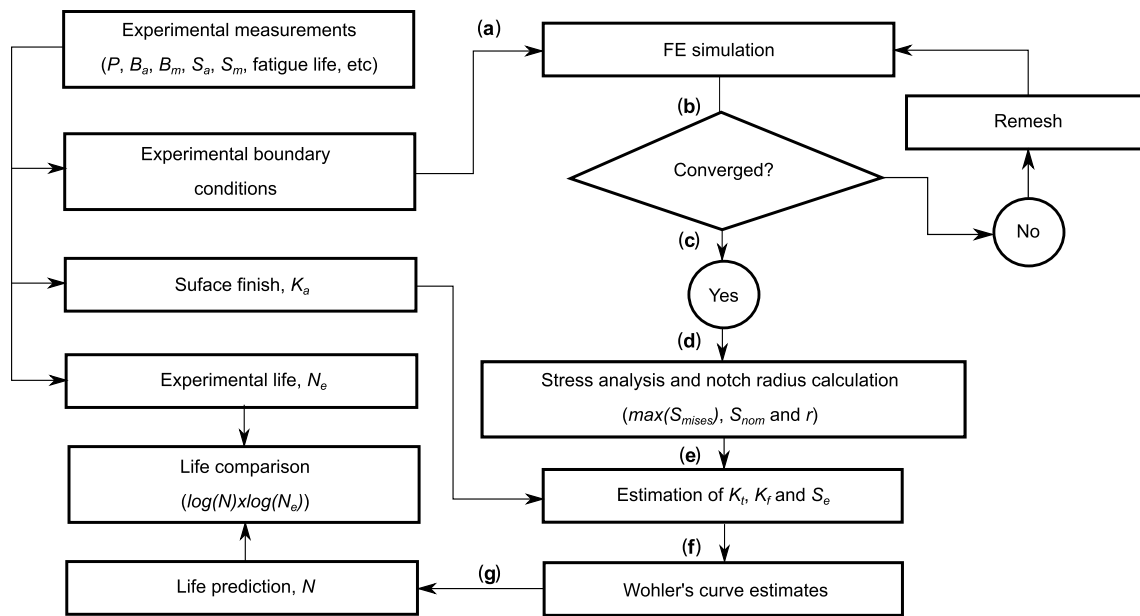 Experimental measurements
(P, Ba, Bm, Sa, Sm, fatigue life, etc)
Experimental boundary
conditions
Suface finish, Ka
Experimental life, Ne
Life comparison
(log(N)xlog(Ne))
Life prediction, N
(a)
FE simulation
(b)
Converged?
Remesh
No
(c)
Yes
(d)
Stress analysis and notch radius calculation
(max(Smises), Snom and r)
(e)
Estimation of Kt, Kf and Se
(f)
Wohler's curve estimates
(g)